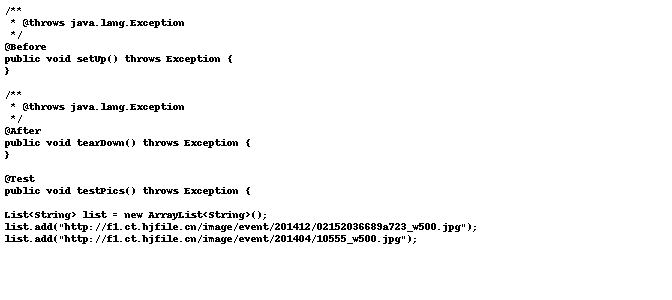 /**
 * @throws java.lang.Exception
 */
@Before
public void setUp() throws Exception {
}
/**
 * @throws java.lang.Exception
 */
@After
public void tearDown() throws Exception {
}
@Test
public void testPics() throws Exception {
List<String> list = new ArrayList<String>();
list.add("http://f1.ct.hjfile.cn/image/event/201412/02152036689a723_w500.jpg");
list.add("http://f1.ct.hjfile.cn/image/event/201404/10555_w500.jpg");